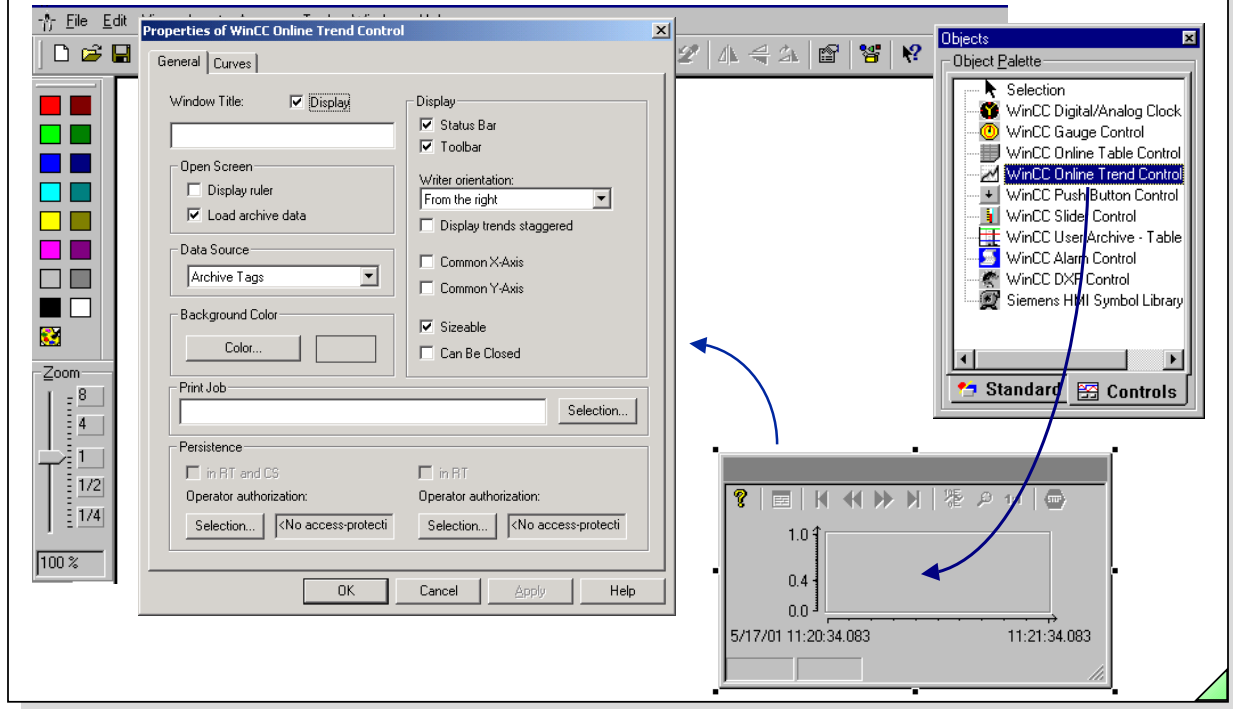 File Edit
Properties of WinCC Online Trend Control
General Curves
Window Title: Display
Open Screen
Display ruler
Load archive data
Data Source
Archive Tags
Background Color
Color...
Display
Status Bar
Toolbar
Writer orientation:
From the right
Display trends staggered
Common X-Axis
Common Y-Axis
Sizeable
Can Be Closed
Print Job
Selection...
Persistence
in RT and CS
Operator authorization:
Selection... <No access-protecti
in RT
Operator authorization:
Selection... <No access-protecti
OK Cancel Apply Help
Zoom
8
4
1
1/2
1/4
100 %
Objects
Object Palette
Selection
WinCC Digital/Analog Clock
WinCC Gauge Control
WinCC Online Table Control
WinCC Online Trend Control
WinCC Push Button Control
WinCC Slider Control
WinCC User Archive - Table
WinCC Alarm Control
WinCC DXF Control
Siemens HMI Symbol Library
Standard Controls
1.0
0.4
0.0
5/17/01 11:20:34.083 11:21:34.083